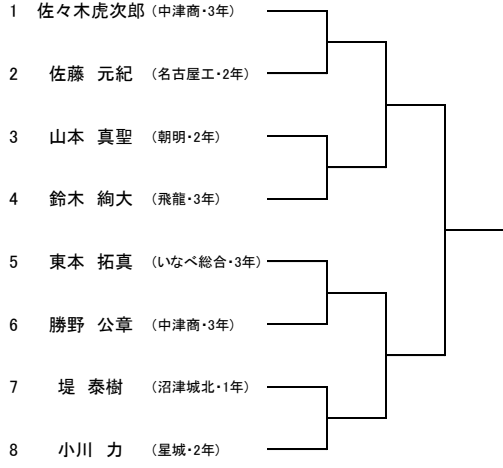 1 佐々木虎次郎 (中津商・3年)
2 佐藤 元紀 (名古屋工・2年)
3 山本 真聖 (朝明・2年)
4 鈴木 絢大 (飛龍・3年)
5 東本 拓真 (いなべ総合・3年)
6 勝野 公章 (中津商・3年)
7 堤 泰樹 (沼津城北・1年)
8 小川 力 (星城・2年)